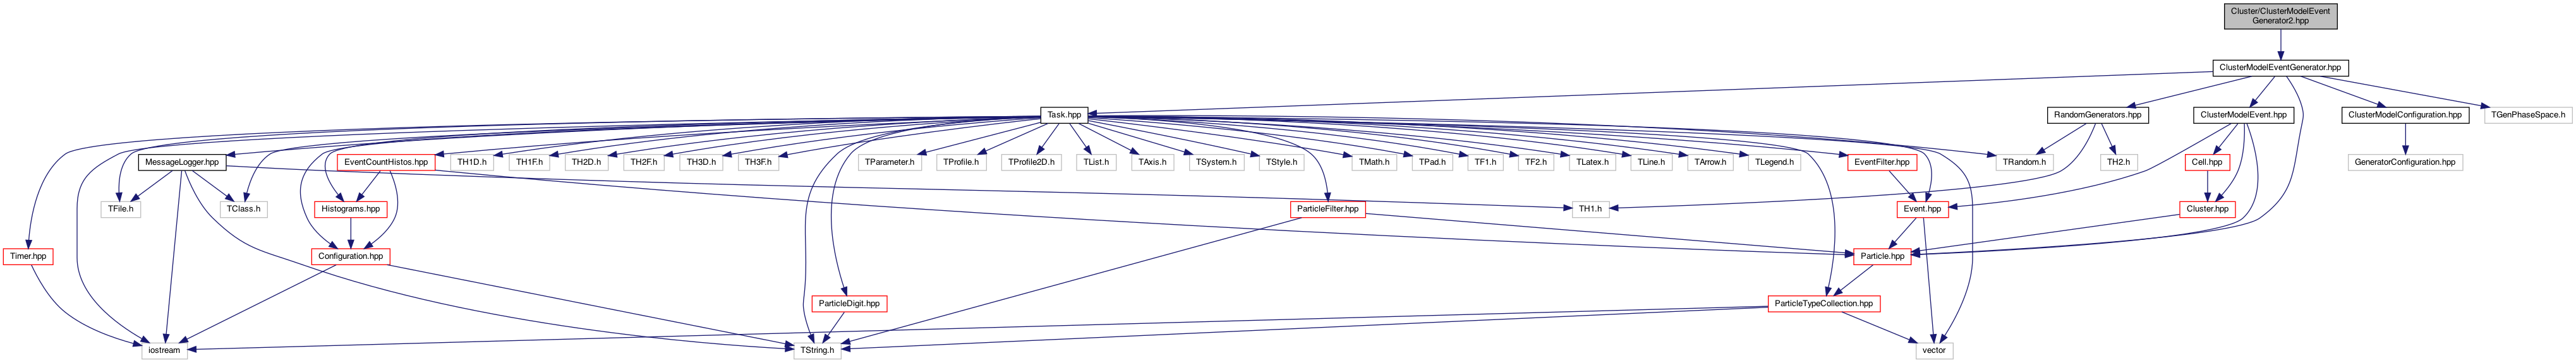 Cluster/ClusterModelEvent
Generator2.hpp
ClusterModelEventGenerator.hpp
Task.hpp
RandomGenerators.hpp
ClusterModelEvent.hpp
ClusterModelConfiguration.hpp
TGenPhaseSpace.h
MessageLogger.hpp
EventCountHistos.hpp
TH1D.h
TH1F.h
TH2D.h
TH2F.h
TH3D.h
TH3F.h
TParameter.h
TProfile.h
TProfile2D.h
TList.h
TAxis.h
TSystem.h
TStyle.h
TMath.h
TPad.h
TF1.h
TF2.h
TLatex.h
TLine.h
TArrow.h
TLegend.h
EventFilter.hpp
TRandom.h
TH2.h
Cell.hpp
GeneratorConfiguration.hpp
TFile.h
TClass.h
Histograms.hpp
ParticleFilter.hpp
TH1.h
Event.hpp
Cluster.hpp
Timer.hpp
Configuration.hpp
Particle.hpp
ParticleDigit.hpp
ParticleTypeCollection.hpp
iostream
TString.h
vector